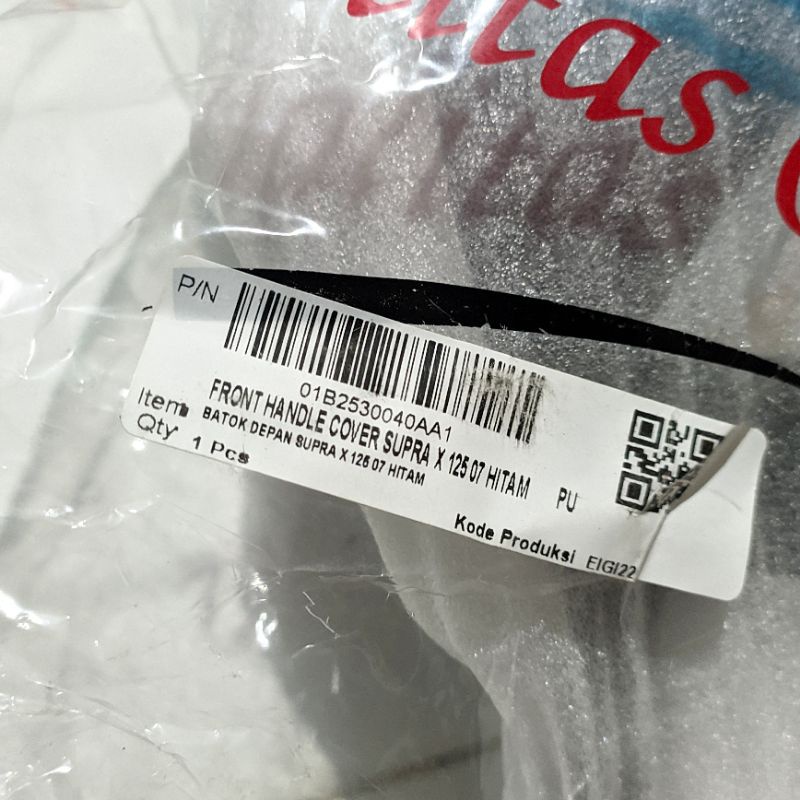 P/N
01B2530040AA1
Item FRONT HANDLE COVER SUPRA X 125 07 HITAM PU
BATOK DEPAN SUPRA X 125 07 HITAM
Qty 1 Pcs
Kode Produksi EIGI22